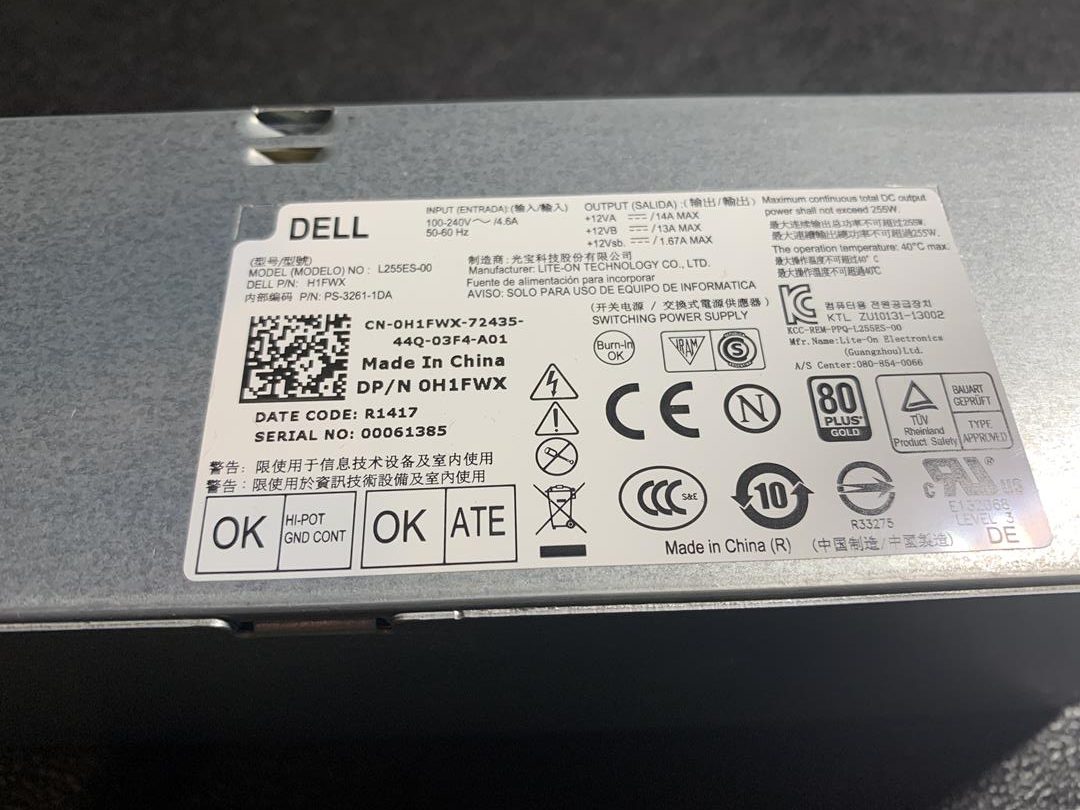 DELL
INPUT (ENTRADA):(输入/輸入)
100-240V~ /4.6A
50-60 Hz
OUTPUT (SALIDA) :(输出/輸出)
+12VA ⎓ /14A MAX
+12VB ⎓ /13A MAX
+12Vsb. ⎓ /1.67A MAX
Maximum continuous total DC output
power shall not exceed 255W.
最大连续输出总功率不可超过255W.
最大連續輸出總功率不可超過255W.
The operation temperature: 40°C max.
最大操作温度不可超过40°C
最大操作溫度不可超過40°C
(型号/型號)
MODEL (MODELO) NO : L255ES-00
DELL P/N: H1FWX
内部编码 P/N: PS-3261-1DA
制造商: 光宝科技股份有限公司
Manufacturer: LITE-ON TECHNOLOGY CO., LTD.
Fuente de alimentación para incorporar
AVISO: SOLO PARA USO DE EQUIPO DE INFORMATICA
(开关电源 / 交換式電源供應器)
SWITCHING POWER SUPPLY
컴퓨터용 전원공급장치
KTL ZU10131-13002
KCC-REM-PPQ-L255ES-00
Mfr.Name:Lite-On Electronics
(Guangzhou)Ltd.
A/S Center:080-854-0066
CN-0H1FWX-72435-
44Q-03F4-A01
Made In China
DP/N 0H1FWX
DATE CODE: R1417
SERIAL NO: 00061385
Burn-In
OK
VRAM
S
CE
N
80
PLUS
GOLD
TÜV
Rheinland
Product Safety
BAUART
GEPRÜFT
TYPE
APPROVED
警告: 限使用于信息技术设备及室内使用
警告: 限使用於資訊技術設備及室內使用
OK
HI-POT
GND CONT
OK
ATE
CCC
S&E
10
R33275
c RU us
LEVEL 3
DE
Made in China (R) (中国制造/中國製造)